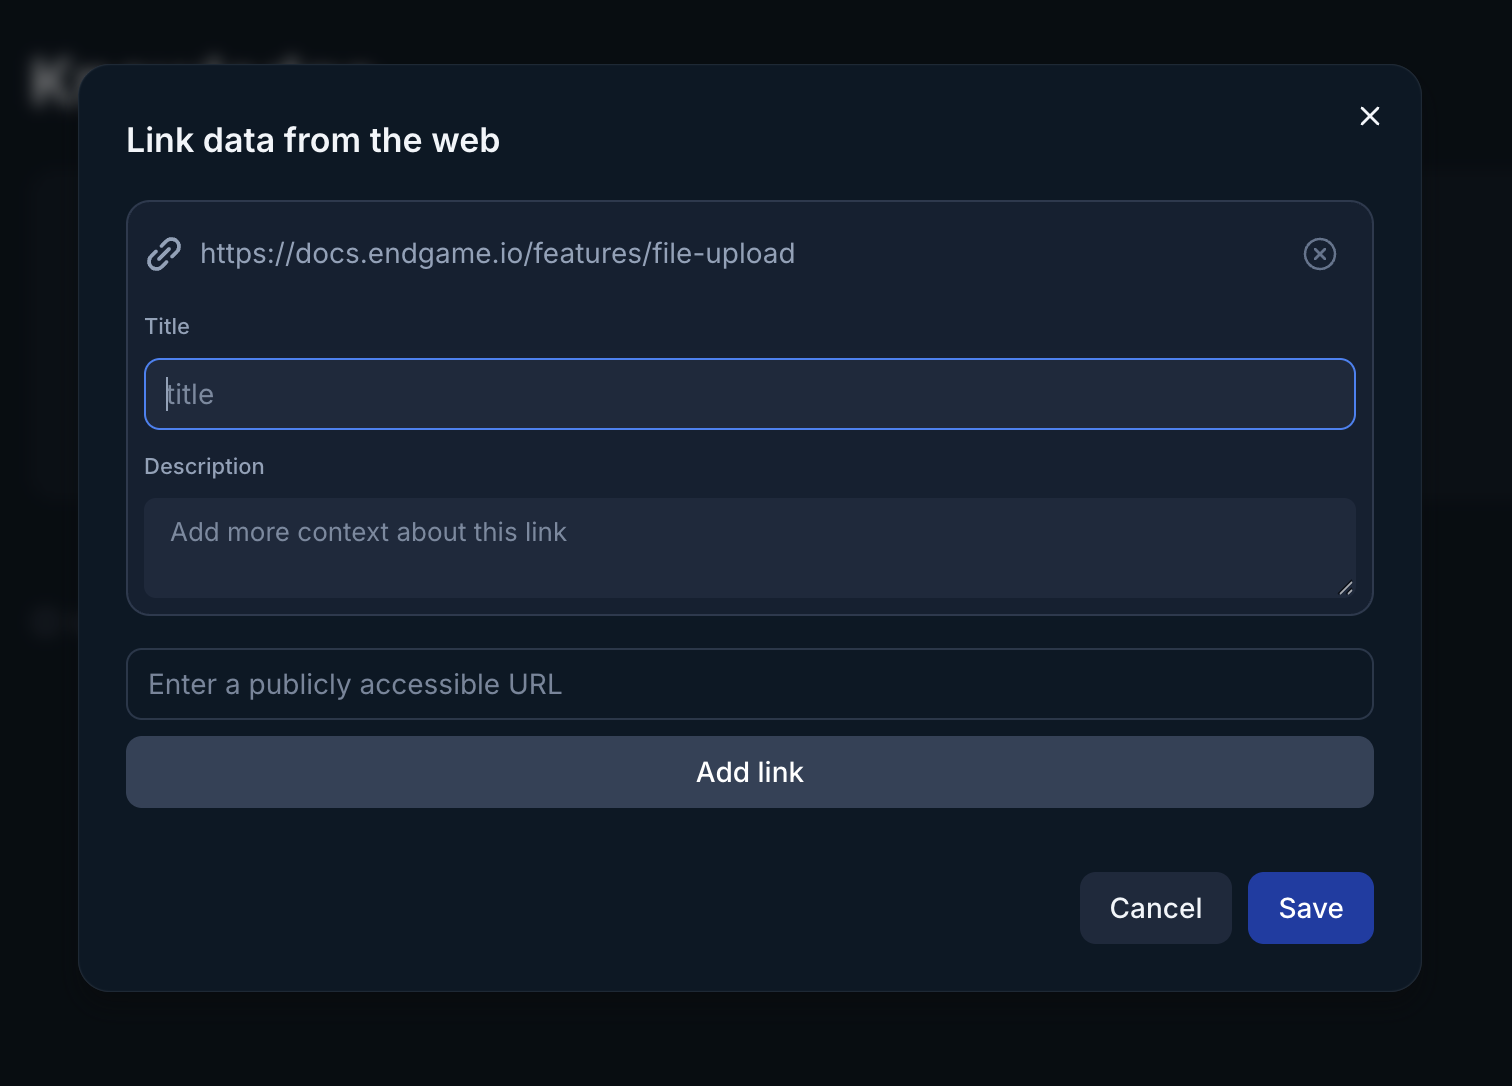 Link data from the web
https://docs.endgame.io/features/file-upload
Title
title
Description
Add more context about this link
Enter a publicly accessible URL
Add link
Cancel
Save